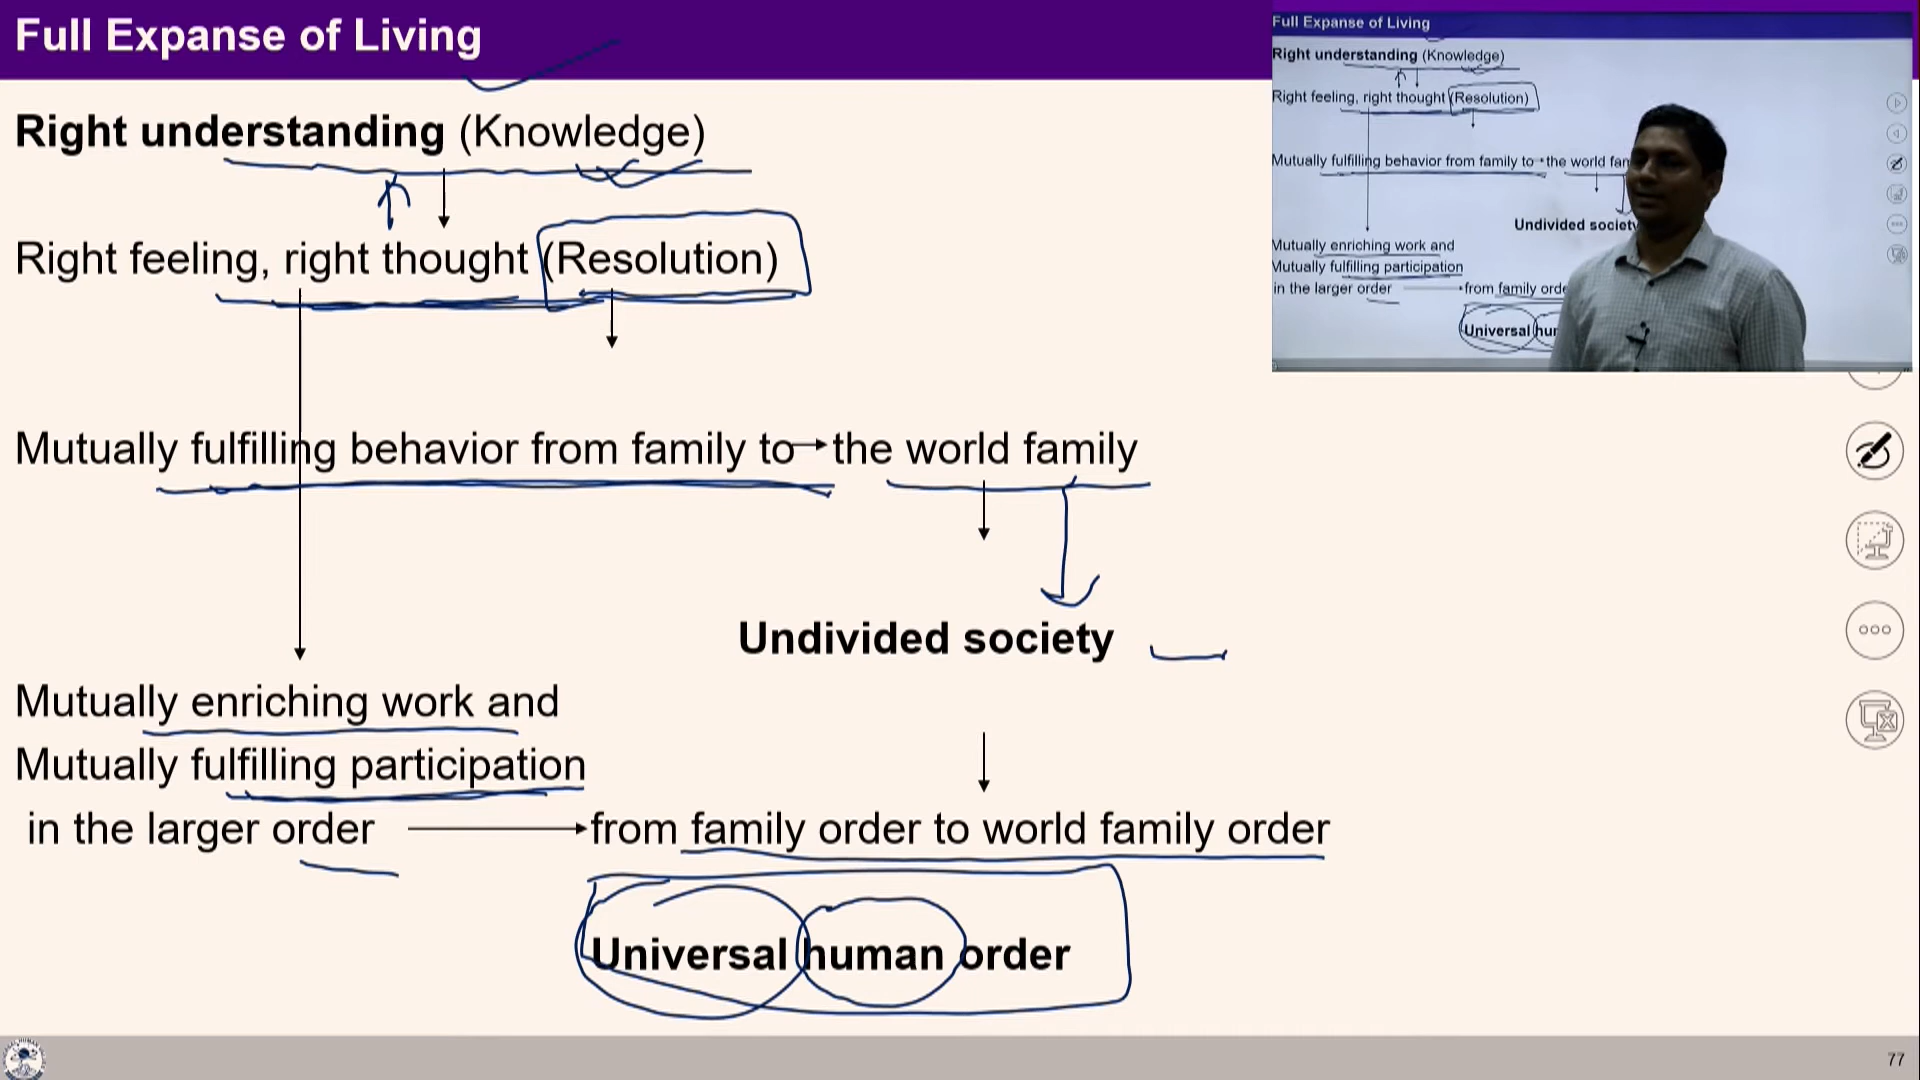 Full Expanse of Living
Right understanding (Knowledge)
Right feeling, right thought (Resolution)
Mutually fulfilling behavior from family to the world family
Undivided society
Mutually enriching work and
Mutually fulfilling participation
in the larger order from family order to world family order
Universal human order
77
Full Expanse of Living
Right understanding (Knowledge)
Right feeling, right thought (Resolution)
Mutually fulfilling behavior from family to the world fam
Undivided society
Mutually enriching work and
Mutually fulfilling participation
in the larger order from family orde
Universal hum